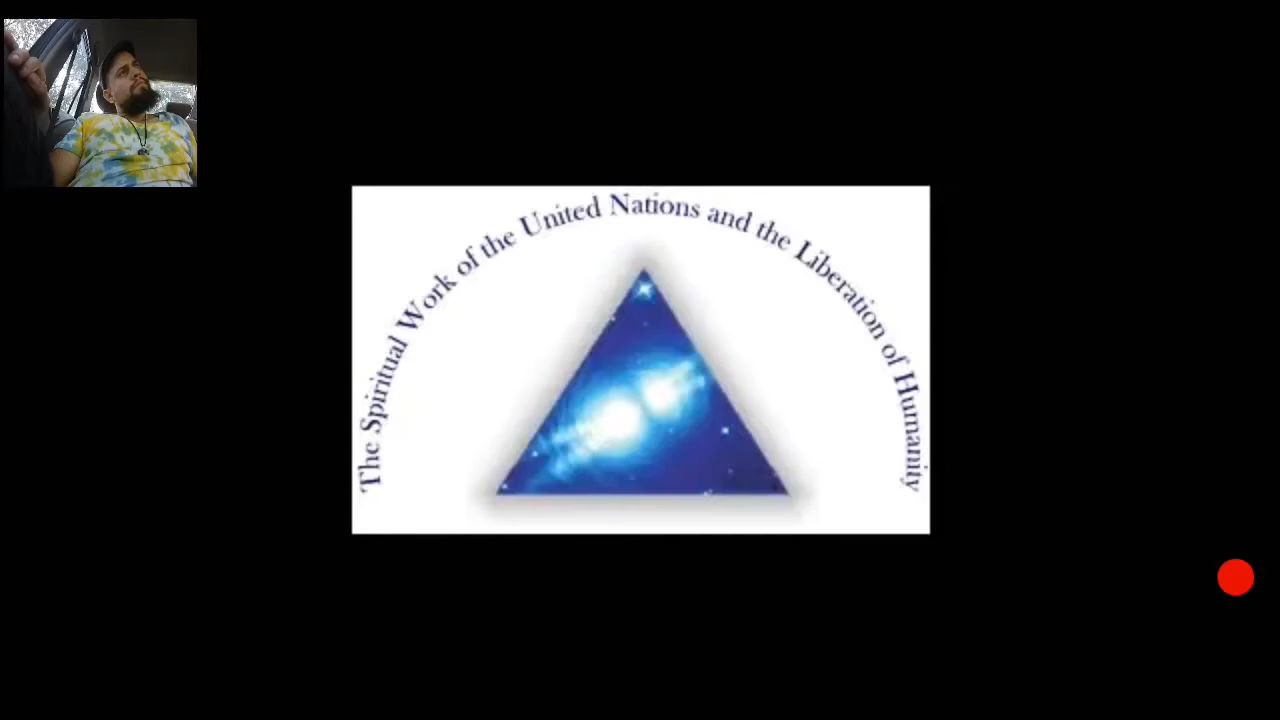 The Spiritual Work of the United Nations and the Liberation of Humanity